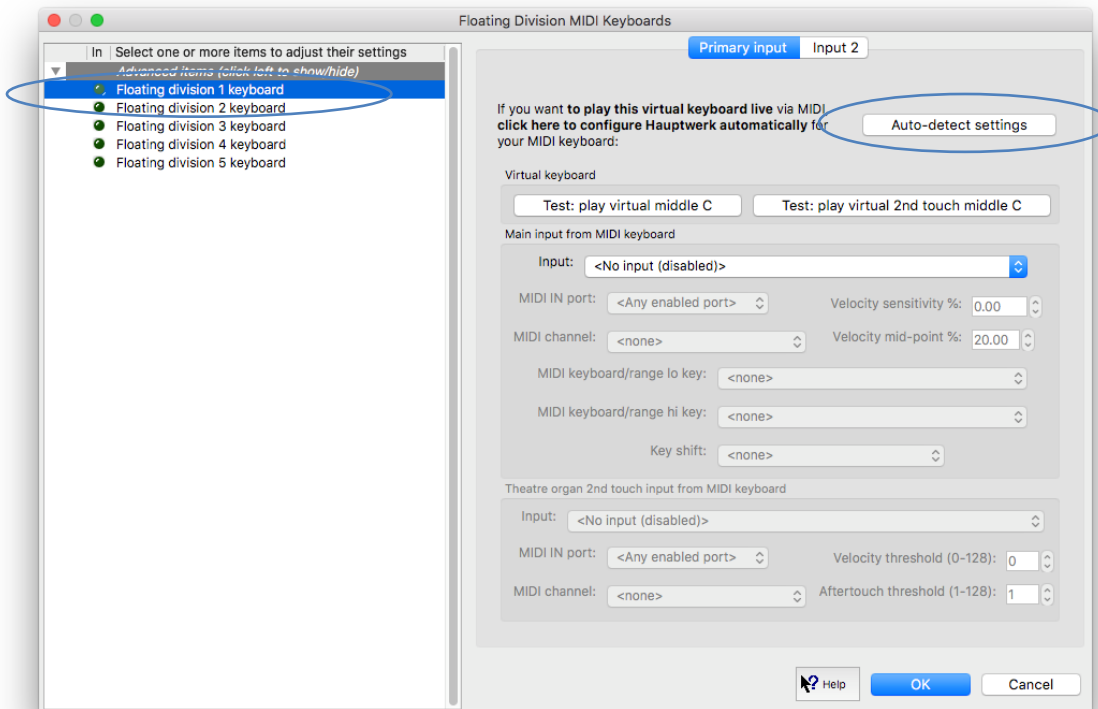 Floating Division MIDI Keyboards
In Select one or more items to adjust their settings
Advanced items (click left to show/hide)
Floating division 1 keyboard
Floating division 2 keyboard
Floating division 3 keyboard
Floating division 4 keyboard
Floating division 5 keyboard
Primary input Input 2
If you want to play this virtual keyboard live via MIDI,
click here to configure Hauptwerk automatically for
your MIDI keyboard:
Auto-detect settings
Virtual keyboard
Test: play virtual middle C Test: play virtual 2nd touch middle C
Main input from MIDI keyboard
Input: <No input (disabled)>
MIDI IN port: <Any enabled port> Velocity sensitivity %: 0.00
MIDI channel: <none> Velocity mid-point %: 20.00
MIDI keyboard/range lo key: <none>
MIDI keyboard/range hi key: <none>
Key shift: <none>
Theatre organ 2nd touch input from MIDI keyboard
Input: <No input (disabled)>
MIDI IN port: <Any enabled port> Velocity threshold (0-128): 0
MIDI channel: <none> Aftertouch threshold (1-128): 1
Help OK Cancel